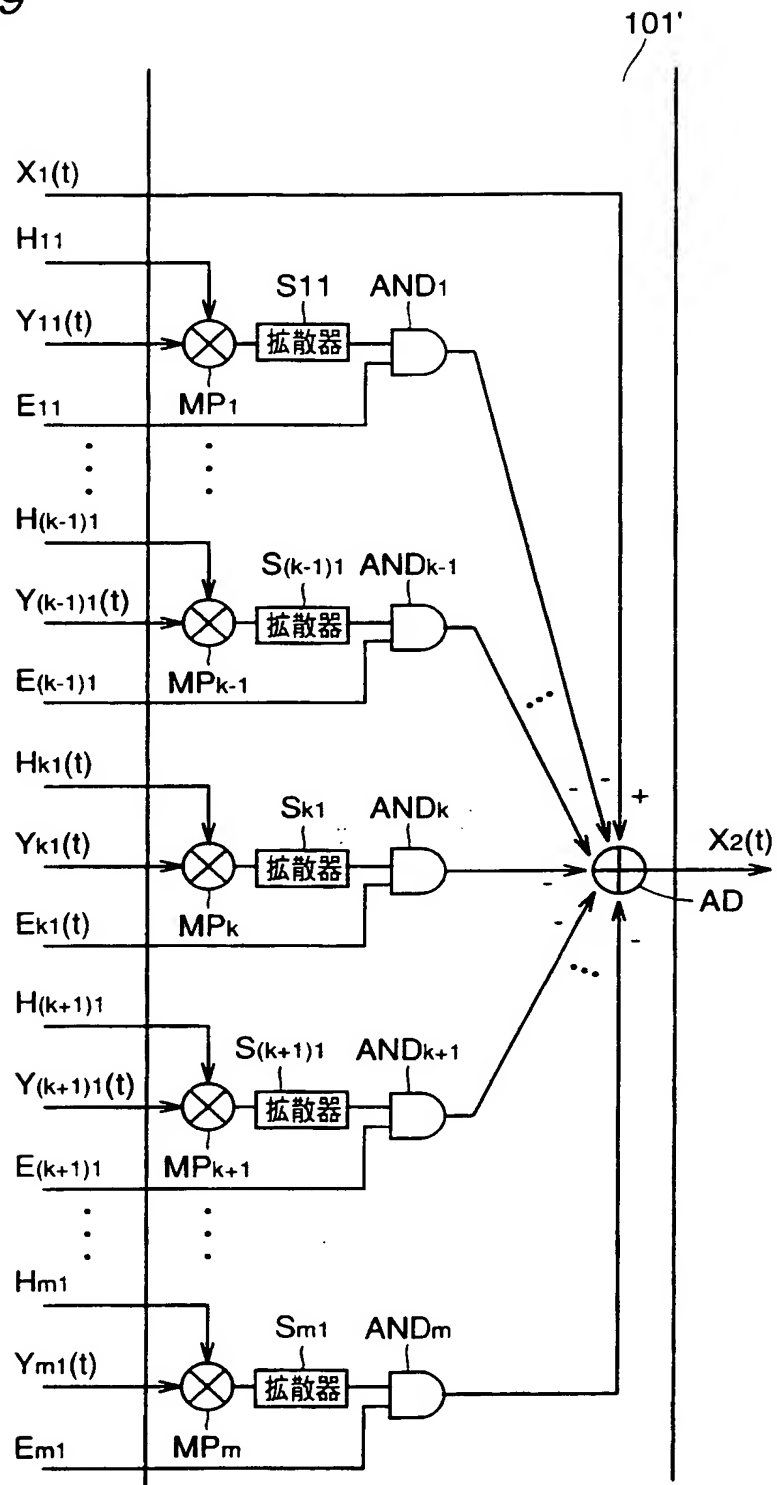 9
101'
X1(t)
H11
S11 AND1
Y11(t)
拡散器
MP1
E11
H(k-1)1
S(k-1)1 ANDk-1
Y(k-1)1(t)
拡散器
MPk-1
E(k-1)1
Hk1(t)
Sk1 ANDk
Yk1(t)
拡散器
MPk
Ek1(t)
- - +
- -
-
X2(t)
AD
H(k+1)1
S(k+1)1 ANDk+1
Y(k+1)1(t)
拡散器
MPk+1
E(k+1)1
Hm1
Sm1 ANDm
Ym1(t)
拡散器
MPm
Em1